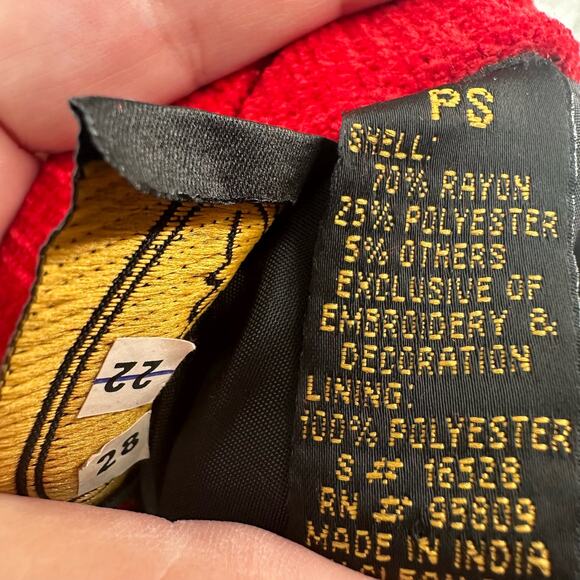 PS
SHELL:
70% RAYON
25% POLYESTER
5% OTHERS
EXCLUSIVE OF
EMBROIDERY &
DECORATION
LINING:
100% POLYESTER
S # 16528
RN # 95809
MADE IN INDIA
22
28